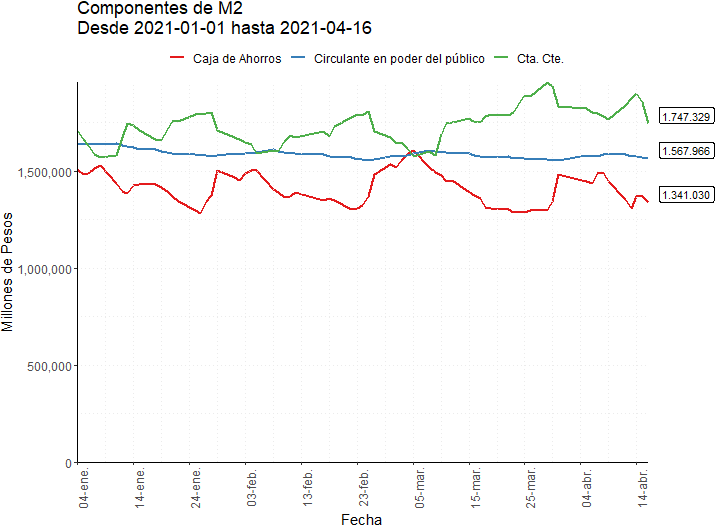 Componentes de M2
Desde 2021-01-01 hasta 2021-04-16
Caja de Ahorros Circulante en poder del público Cta. Cte.
Millones de Pesos
1,500,000
1,000,000
500,000
0
1.747.329
1.567.966
1.341.030
04-ene.
14-ene.
24-ene.
03-feb.
13-feb.
23-feb.
05-mar.
15-mar.
25-mar.
04-abr.
14-abr.
Fecha